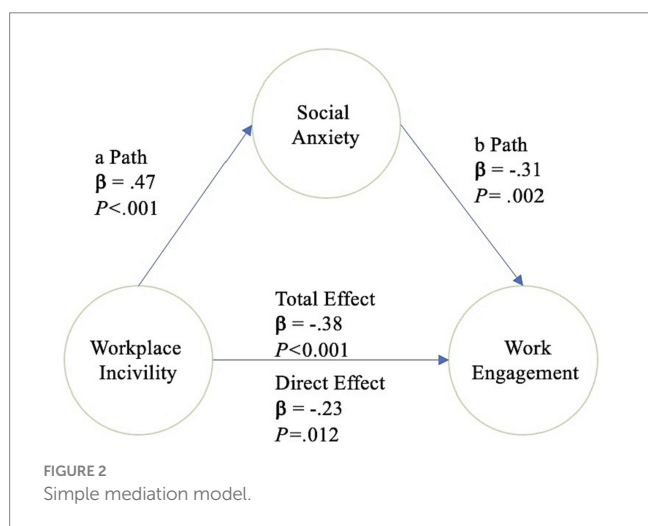 Social
Anxiety
a Path
β = .47
P<.001
b Path
β = -.31
P= .002
Workplace
Incivility
Total Effect
β = -.38
P<0.001
Direct Effect
β = -.23
P=.012
Work
Engagement
FIGURE 2
Simple mediation model.